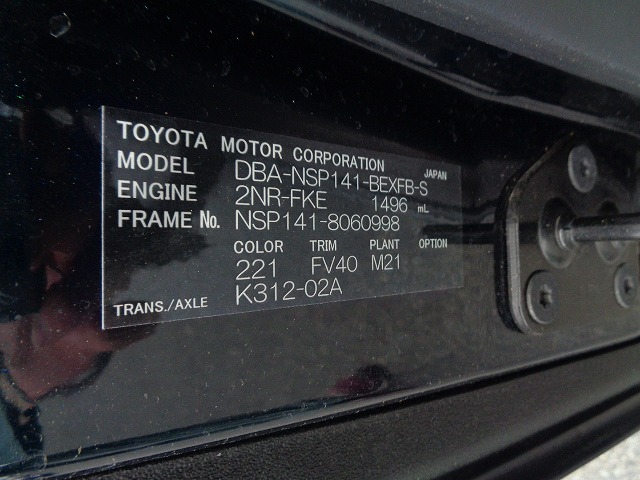 TOYOTA MOTOR CORPORATION JAPAN
MODEL DBA-NSP141-BEXFB-S
ENGINE 2NR-FKE 1496 mL
FRAME No. NSP141-8060998
COLOR TRIM PLANT OPTION
221 FV40 M21
TRANS./AXLE K312-02A